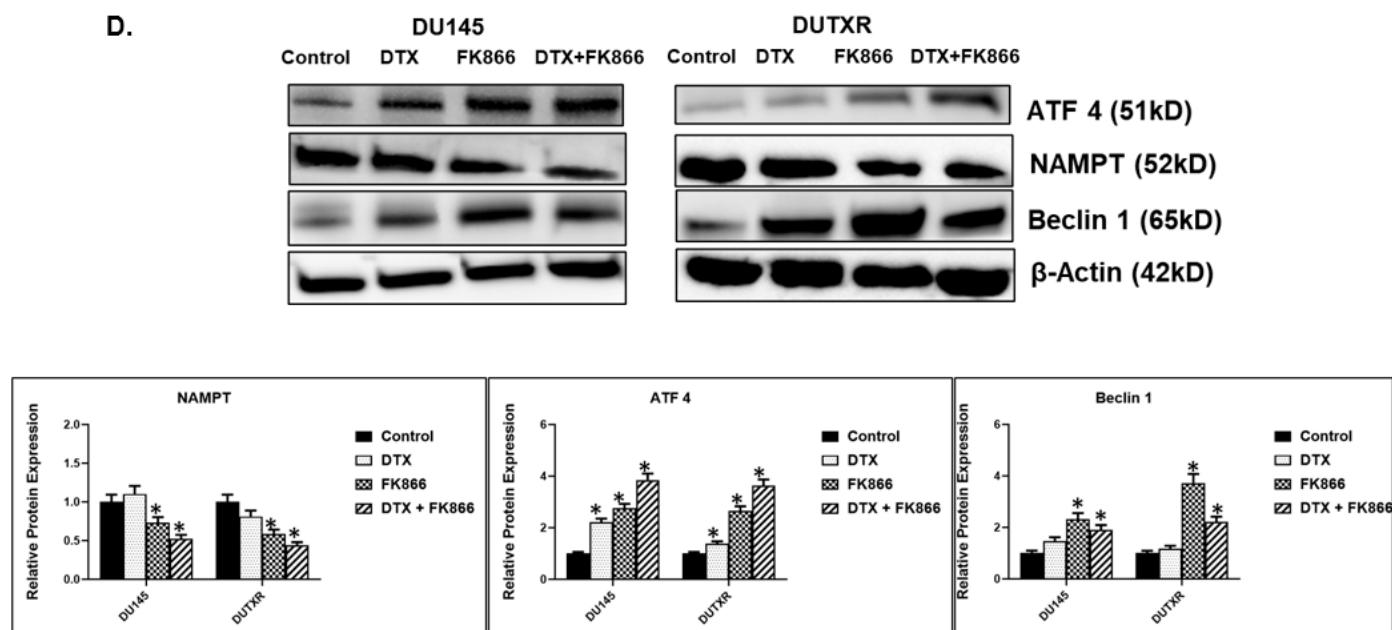 D.
DU145
Control DTX FK866 DTX+FK866
DUTXR
Control DTX FK866 DTX+FK866
ATF 4 (51kD)
NAMPT (52kD)
Beclin 1 (65kD)
β-Actin (42kD)
NAMPT
Relative Protein Expression
2.0
1.5
1.0
0.5
0.0
* * * *
DU145
DUTXR
Control
DTX
FK866
DTX + FK866
ATF 4
Relative Protein Expression
6
4
2
0
* * * * * *
DU145
DUTXR
Control
DTX
FK866
DTX + FK866
Beclin 1
Relative Protein Expression
6
4
2
0
* * * *
DU145
DUTXR
Control
DTX
FK866
DTX + FK866